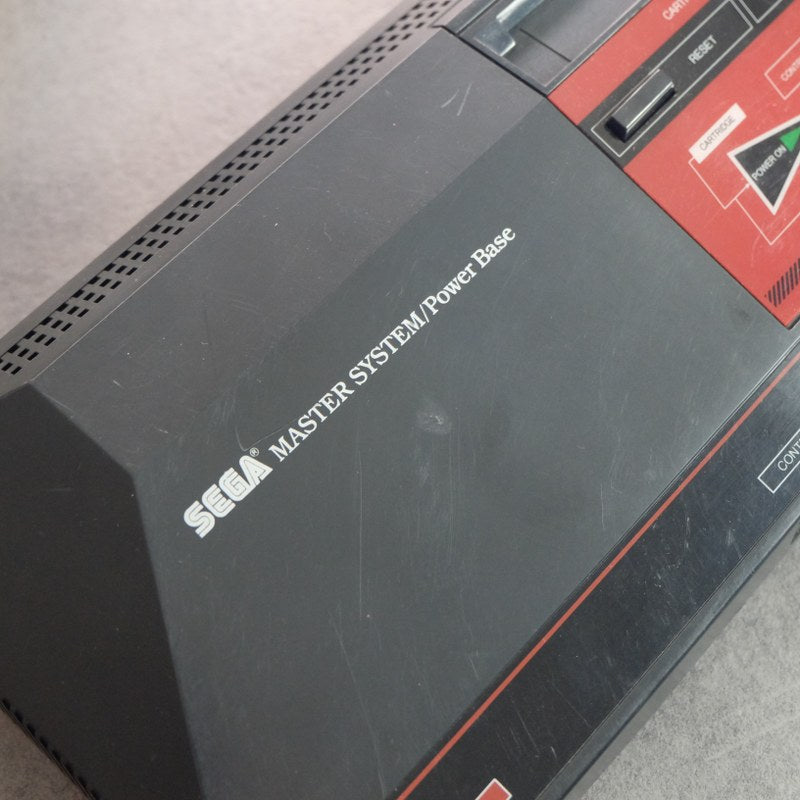 SEGA® MASTER SYSTEM/Power Base
RESET
CARTRIDGE
POWER ON